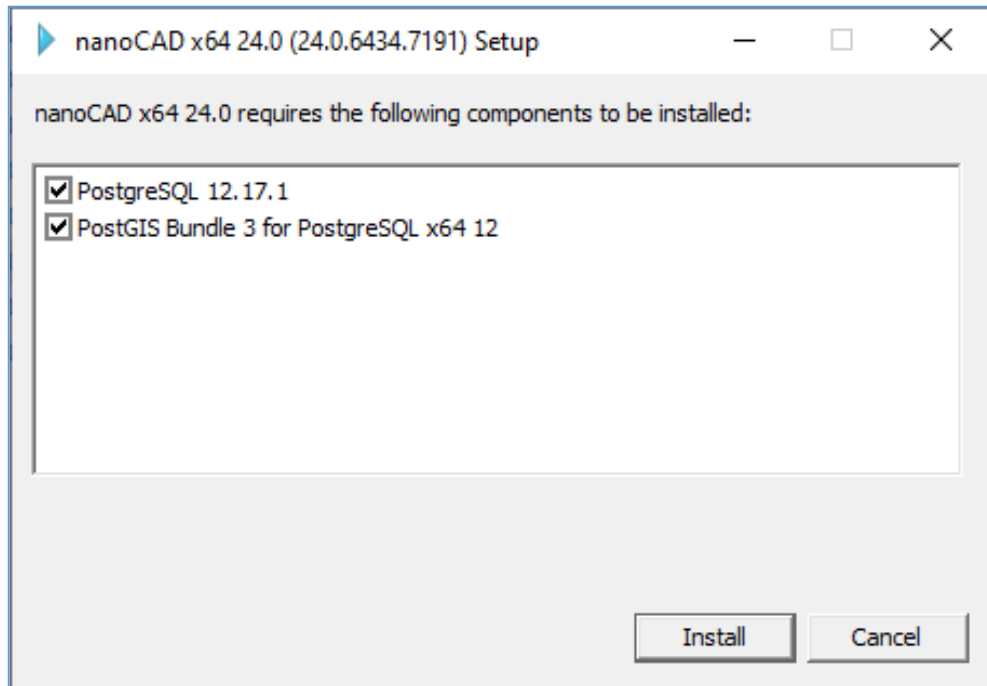 nanoCAD x64 24.0 (24.0.6434.7191) Setup
nanoCAD x64 24.0 requires the following components to be installed:
PostgreSQL 12.17.1
PostGIS Bundle 3 for PostgreSQL x64 12
Install Cancel